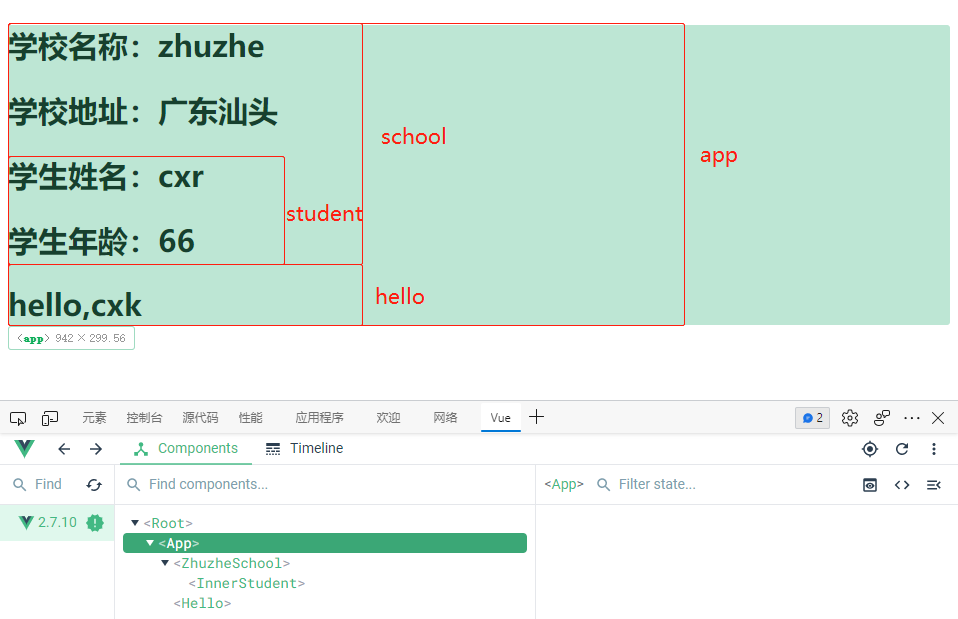 学校名称：zhuzhe
学校地址：广东汕头
school
app
学生姓名：cxr
student
学生年龄：66
hello,cxk
hello
<app> 942 × 299.56
元素 控制台 源代码 性能 应用程序 欢迎 网络 Vue 2
Components Timeline
Find Find components... <App> Filter state...
2.7.10
<Root>
<App>
<ZhuzheSchool>
<InnerStudent>
<Hello>